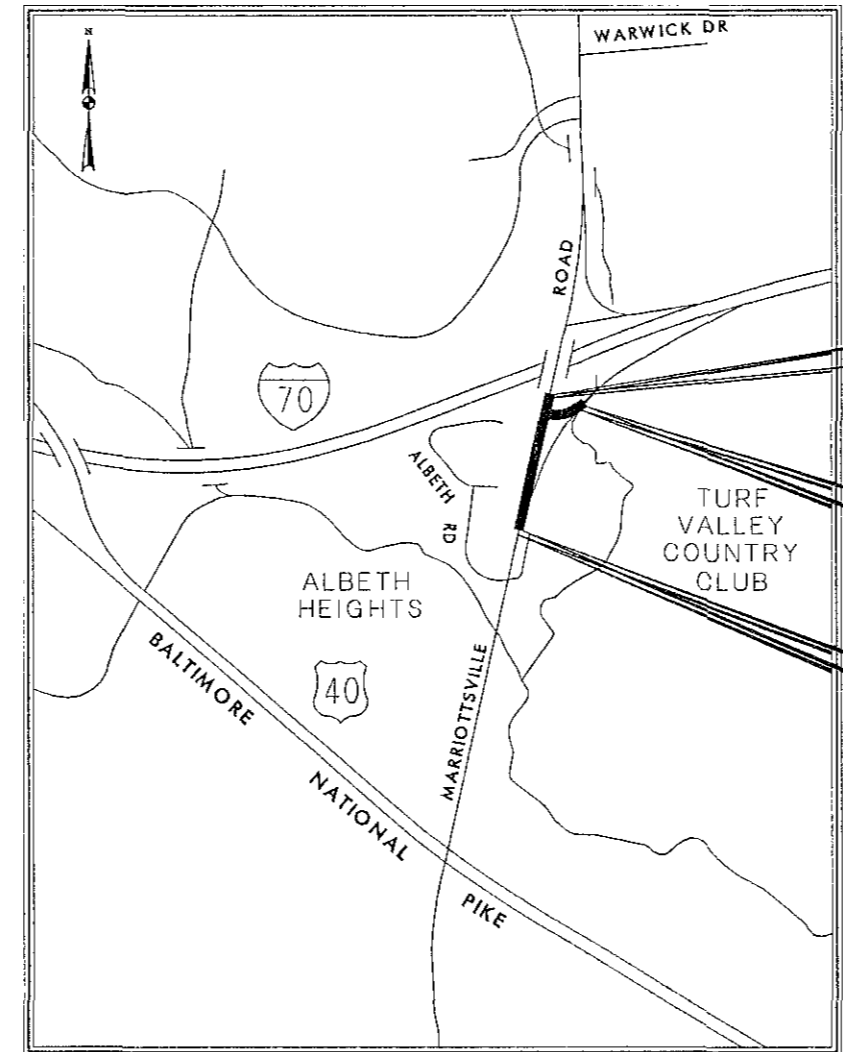 N
WARWICK DR
ROAD
70
ALBETH
RD
TURF
VALLEY
COUNTRY
CLUB
ALBETH
HEIGHTS
40
BALTIMORE
NATIONAL
PIKE
MARRIOTTSVILLE